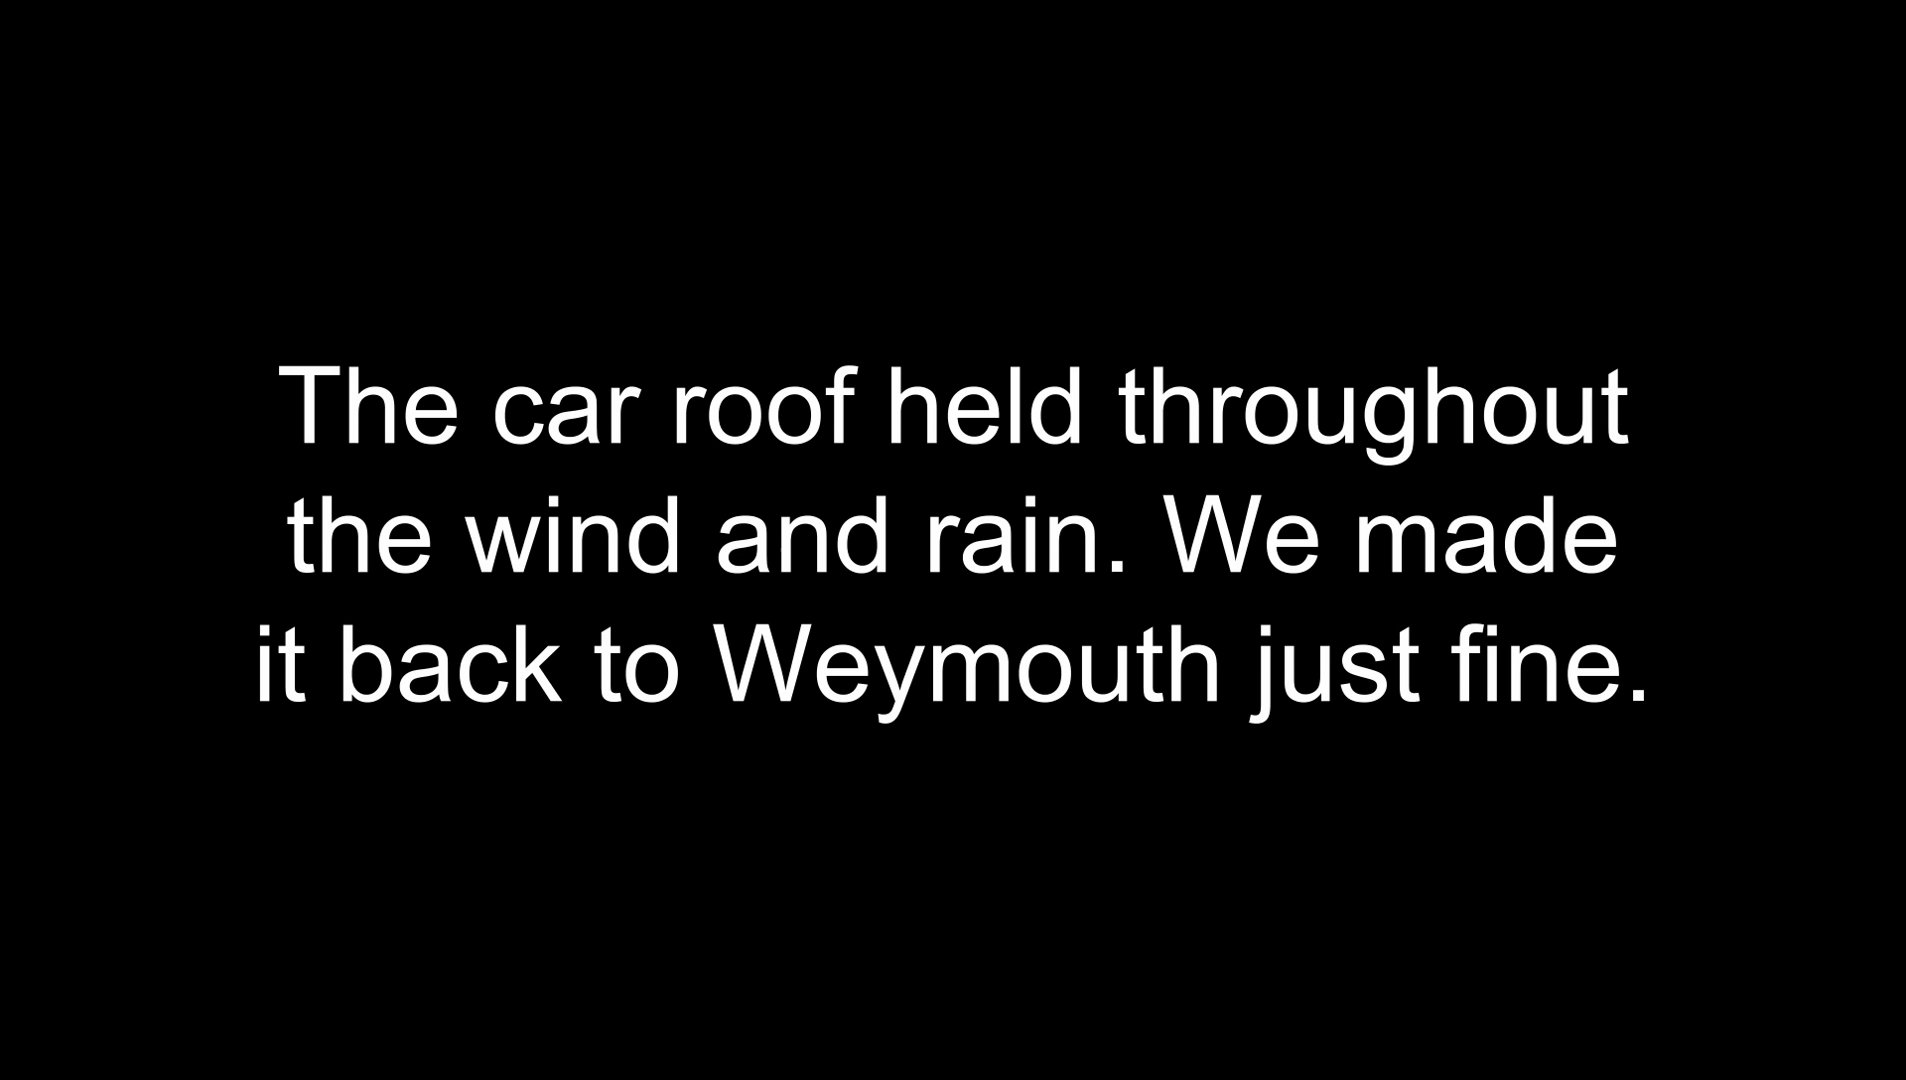 The car roof held throughout
the wind and rain. We made
it back to Weymouth just fine.